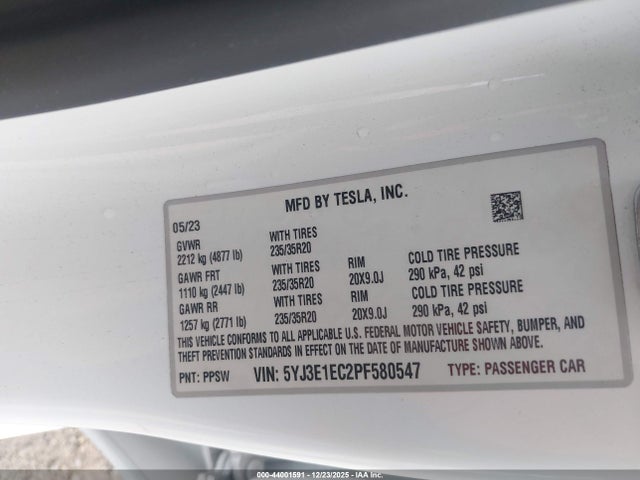 MFD BY TESLA, INC.
05/23
GVWR WITH TIRES
2212 kg (4877 lb) 235/35R20
GAWR FRT WITH TIRES RIM COLD TIRE PRESSURE
1110 kg (2447 lb) 235/35R20 20X9.0J 290 kPa, 42 psi
GAWR RR WITH TIRES RIM COLD TIRE PRESSURE
1257 kg (2771 lb) 235/35R20 20X9.0J 290 kPa, 42 psi
THIS VEHICLE CONFORMS TO ALL APPLICABLE U.S. FEDERAL MOTOR VEHICLE SAFETY, BUMPER, AND
THEFT PREVENTION STANDARDS IN EFFECT ON THE DATE OF MANUFACTURE SHOWN ABOVE.
PNT: PPSW VIN: 5YJ3E1EC2PF580547 TYPE: PASSENGER CAR
000-44001591 - 12/23/2025 - IAAI.COM